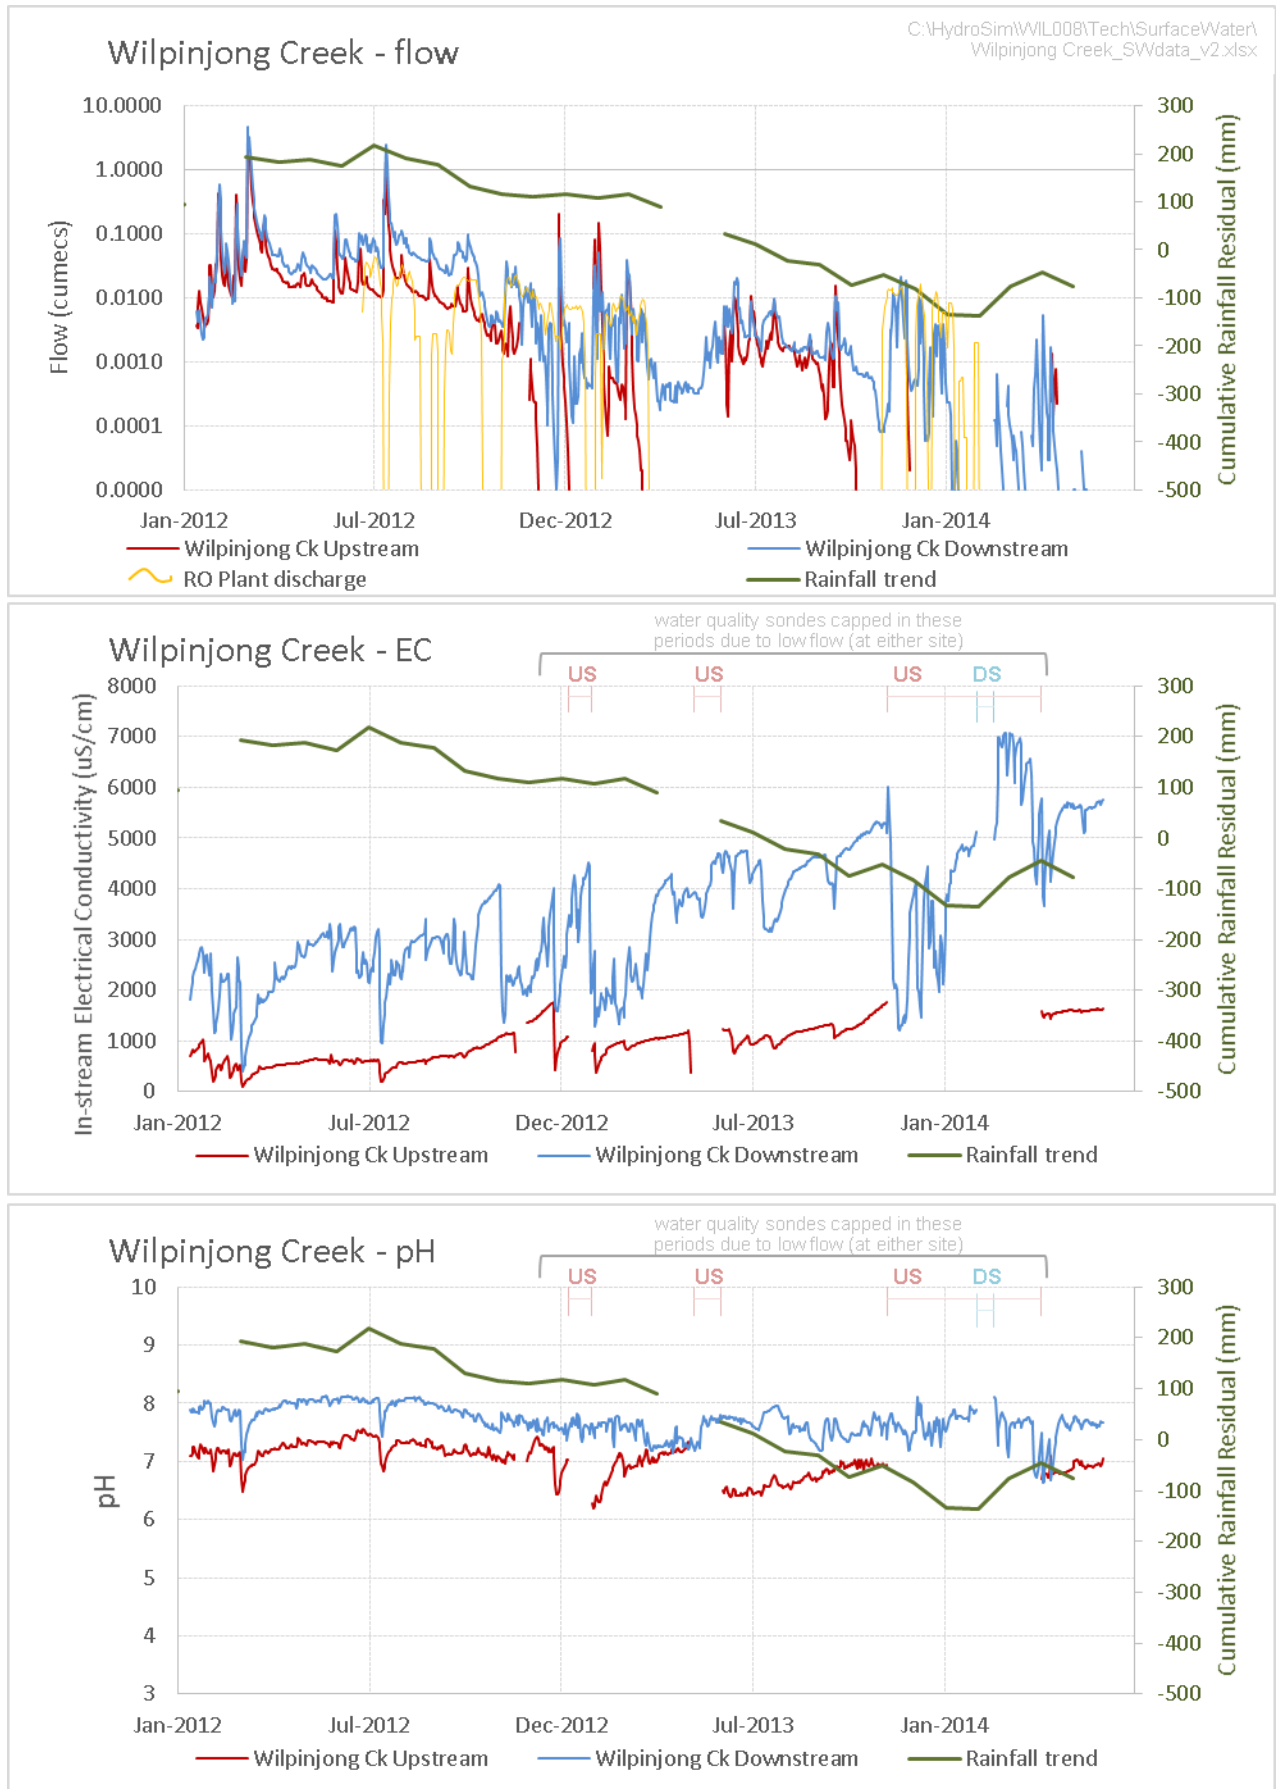 C:\HydroSim\WIL008\Tech\SurfaceWater\
Wilpinjong Creek_SWdata_v2.xlsx
Wilpinjong Creek - flow
Flow (cumecs)
10.0000
1.0000
0.1000
0.0100
0.0010
0.0001
0.0000
300
200
100
0
-100
-200
-300
-400
-500
Cumulative Rainfall Residual (mm)
Jan-2012 Jul-2012 Dec-2012 Jul-2013 Jan-2014
Wilpinjong Ck Upstream Wilpinjong Ck Downstream
RO Plant discharge Rainfall trend
water quality sondes capped in these
periods due to low flow (at either site)
Wilpinjong Creek - EC
US US US DS
In-stream Electrical Conductivity (uS/cm)
8000
7000
6000
5000
4000
3000
2000
1000
0
300
200
100
0
-100
-200
-300
-400
-500
Cumulative Rainfall Residual (mm)
Jan-2012 Jul-2012 Dec-2012 Jul-2013 Jan-2014
Wilpinjong Ck Upstream Wilpinjong Ck Downstream Rainfall trend
water quality sondes capped in these
periods due to low flow (at either site)
Wilpinjong Creek - pH
US US US DS
pH
10
9
8
7
6
5
4
3
300
200
100
0
-100
-200
-300
-400
-500
Cumulative Rainfall Residual (mm)
Jan-2012 Jul-2012 Dec-2012 Jul-2013 Jan-2014
Wilpinjong Ck Upstream Wilpinjong Ck Downstream Rainfall trend